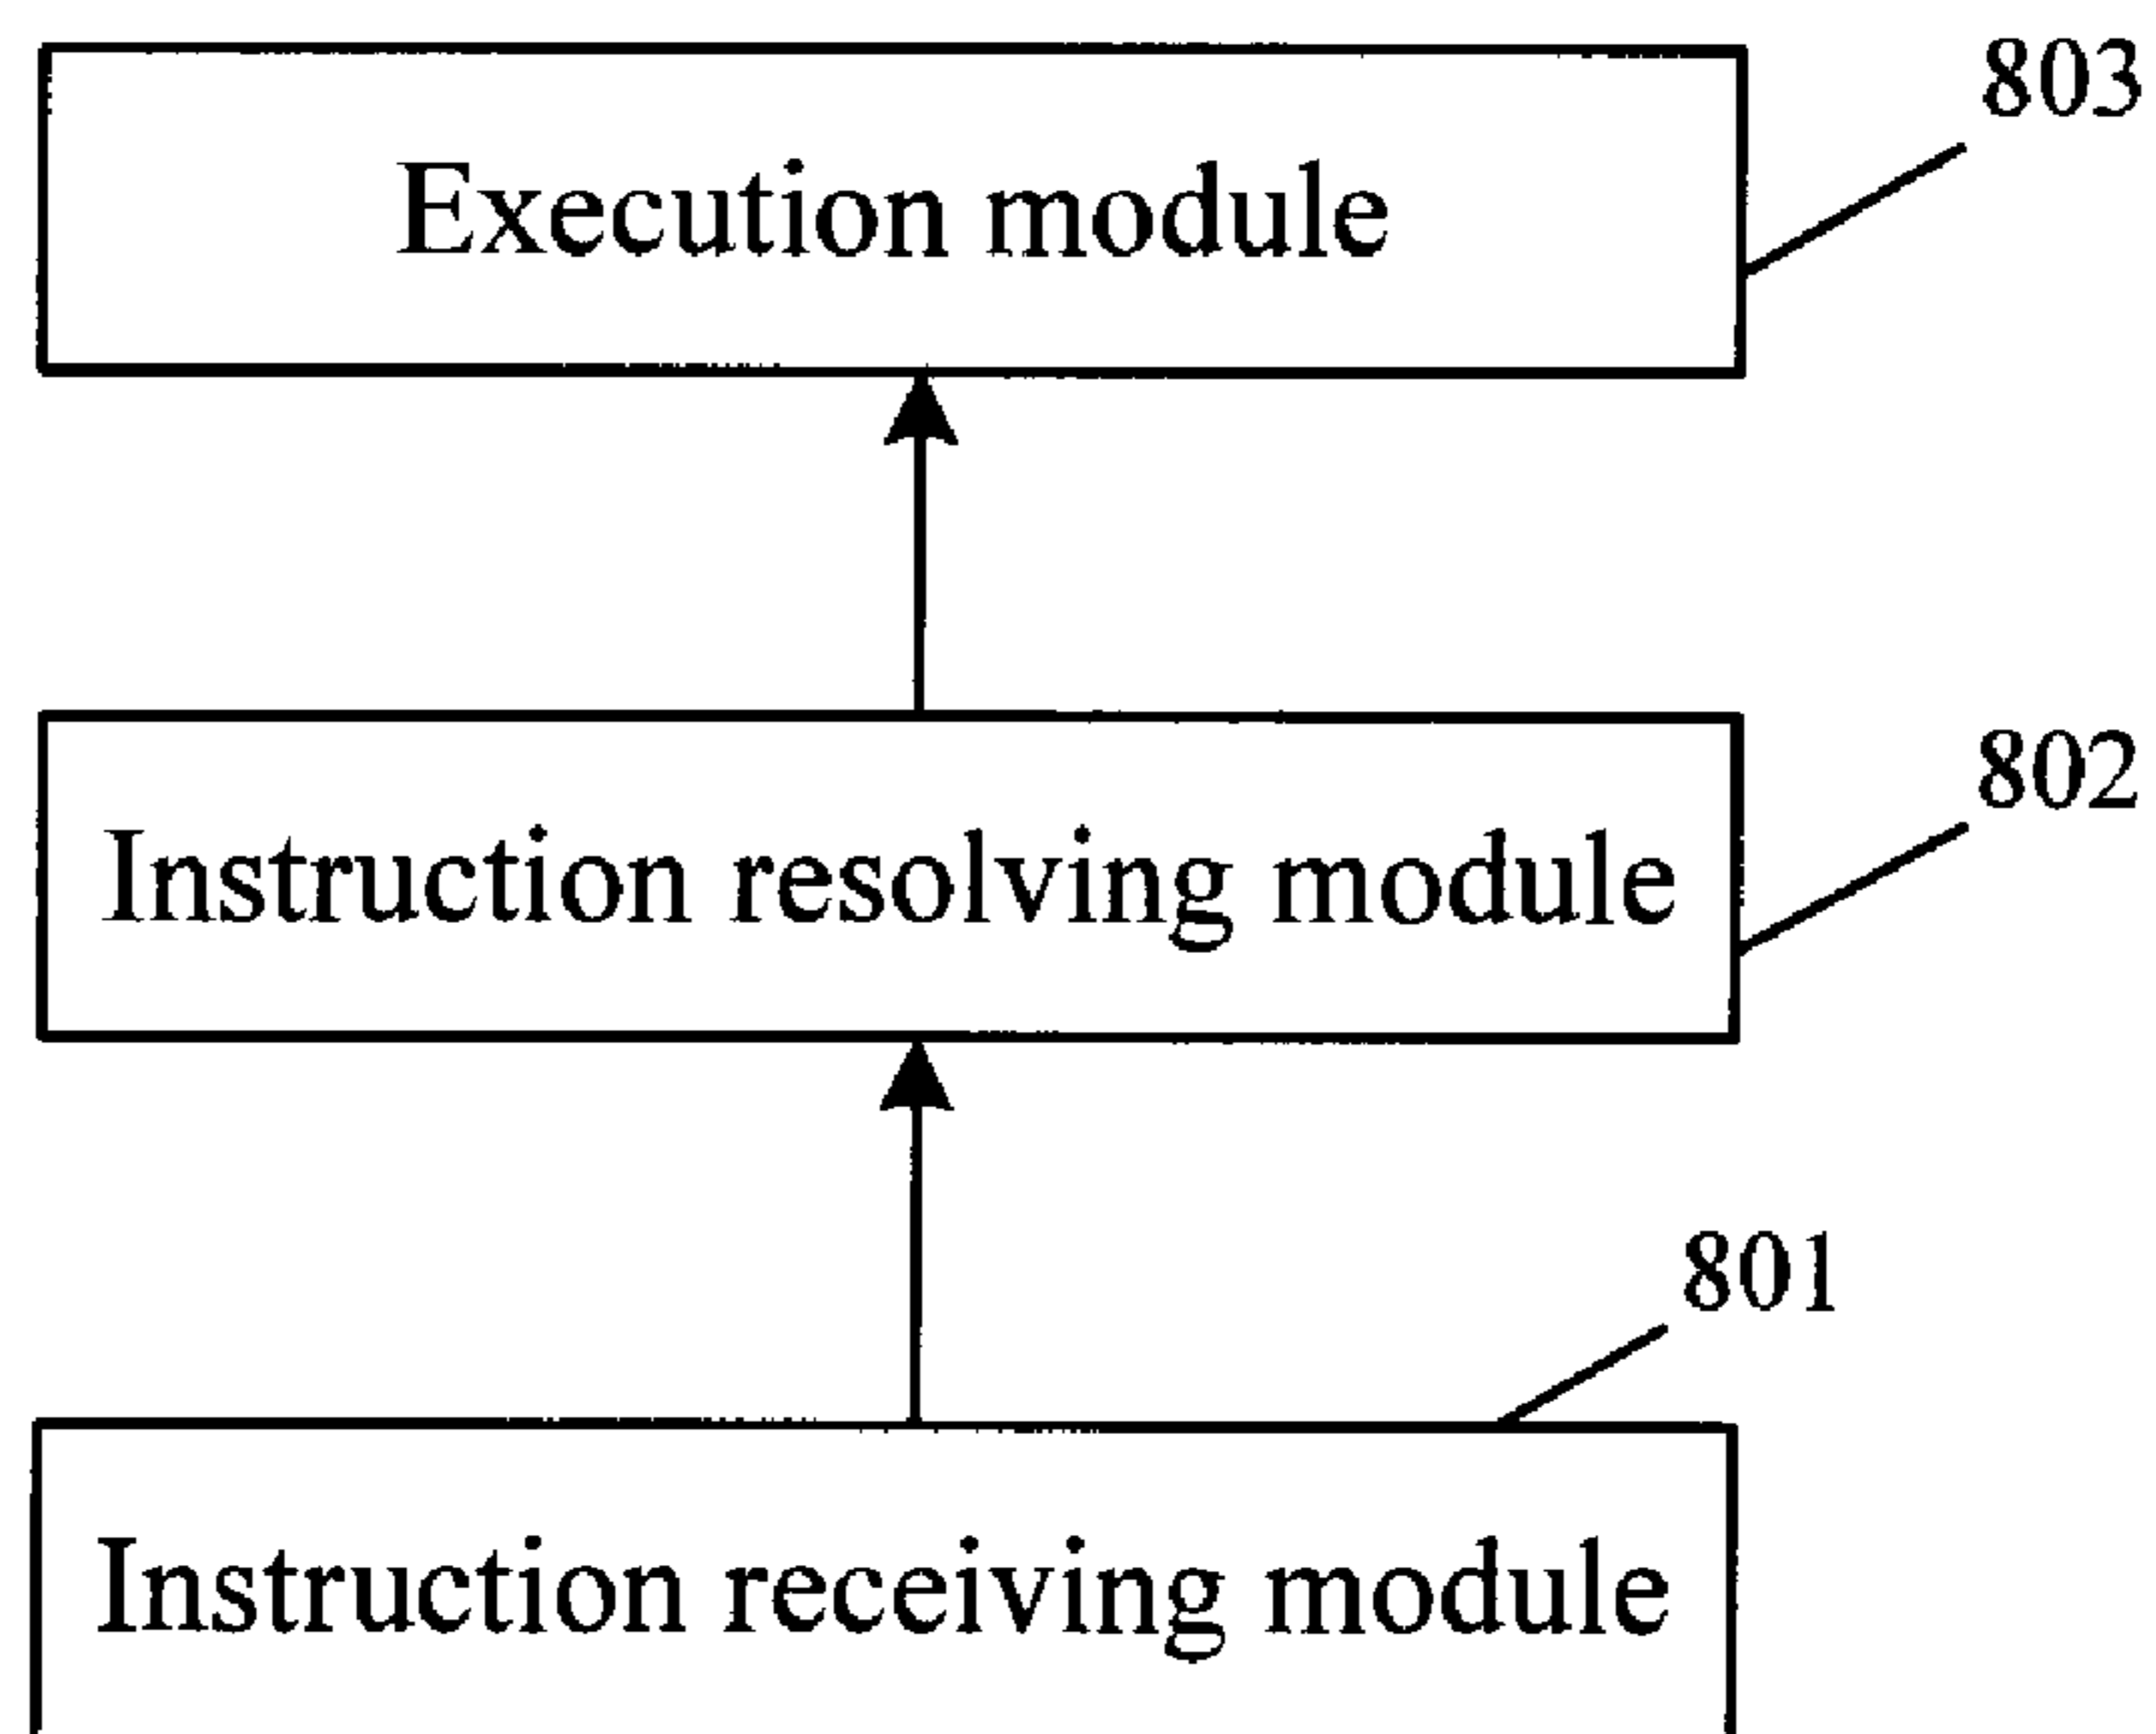 803
Execution module
802
Instruction resolving module
801
Instruction receiving module